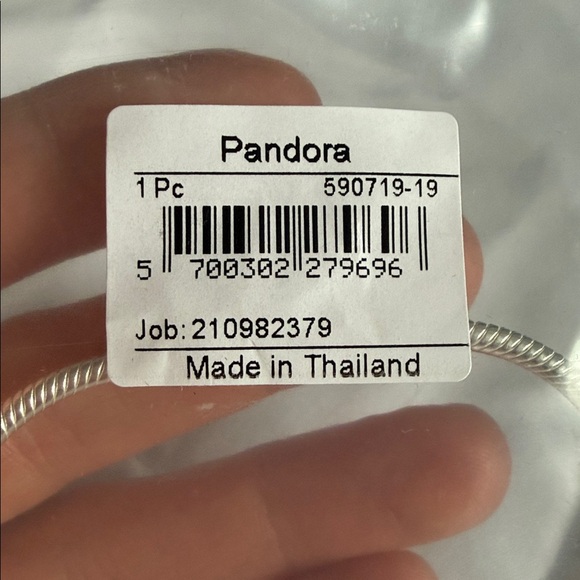 Pandora
1 Pc 590719-19
5 700302 279696
Job: 210982379
Made in Thailand